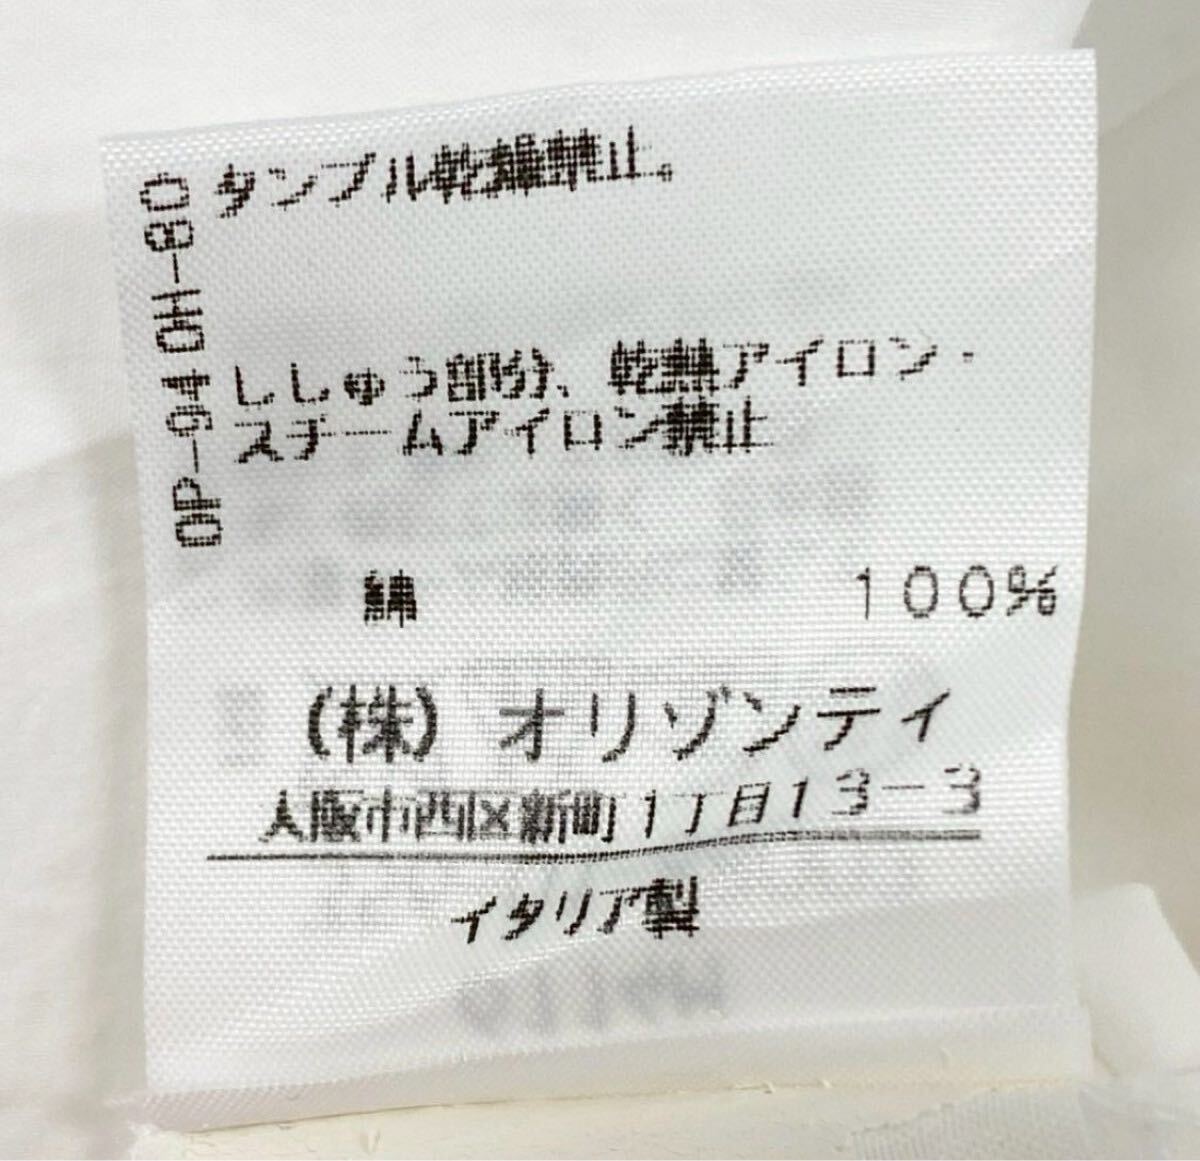 タンブル乾燥禁止。
ししゅう部分、乾熱アイロン・
スチームアイロン禁止
綿 100%
(株) オリゾンティ
大阪市西区新町1丁目13-3
イタリア製
OP-940H-80